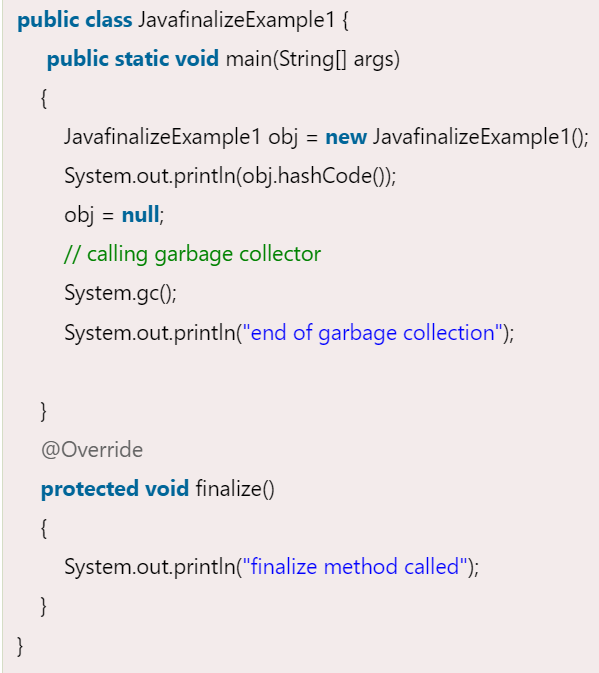 public class JavafinalizeExample1 {
public static void main(String[] args)
{
JavafinalizeExample1 obj = new JavafinalizeExample1();
System.out.println(obj.hashCode());
obj = null;
// calling garbage collector
System.gc();
System.out.println("end of garbage collection");
}
@Override
protected void finalize()
{
System.out.println("finalize method called");
}
}